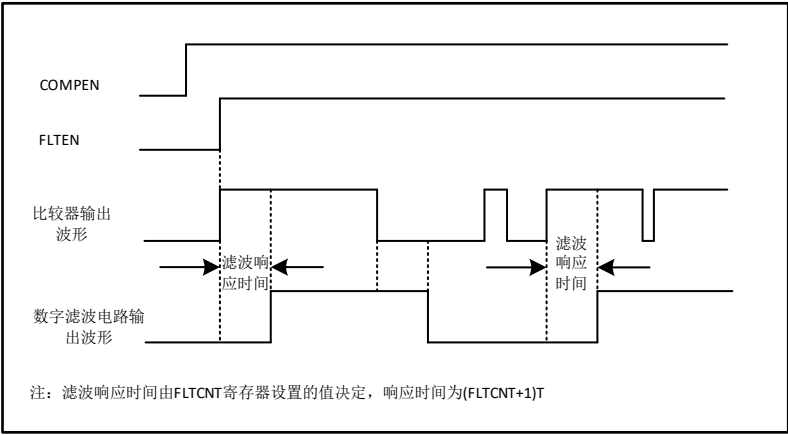 COMPEN
FLTEN
比较器输出
波形
滤波响
应时间
滤波
响应
时间
数字滤波电路输
出波形
注：滤波响应时间由FLTCNT寄存器设置的值决定，响应时间为(FLTCNT+1)T